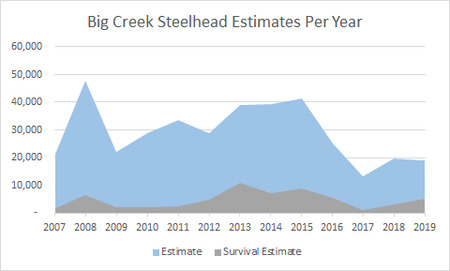 Big Creek Steelhead Estimates Per Year
60,000
50,000
40,000
30,000
20,000
10,000
-
2007 2008 2009 2010 2011 2012 2013 2014 2015 2016 2017 2018 2019
Estimate Survival Estimate